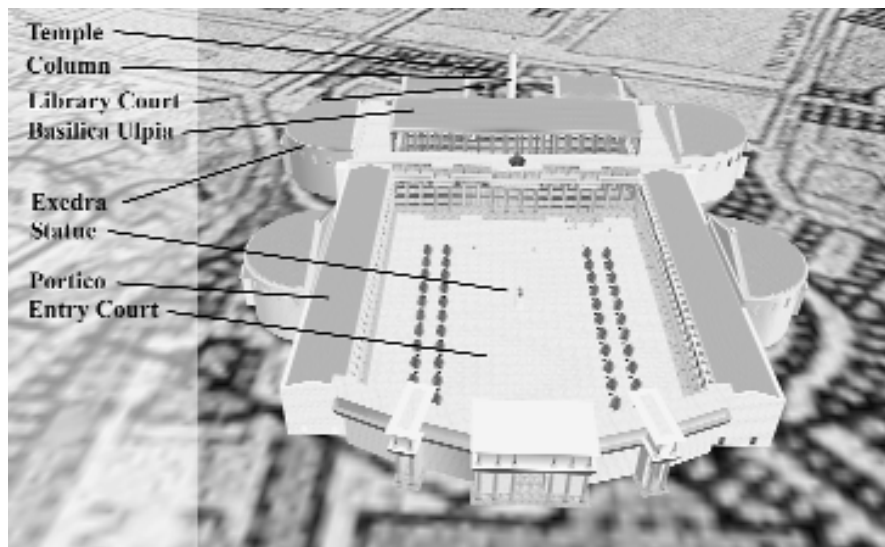 Temple
Column
Library Court
Basilica Ulpia
Exedra
Statue
Portico
Entry Court